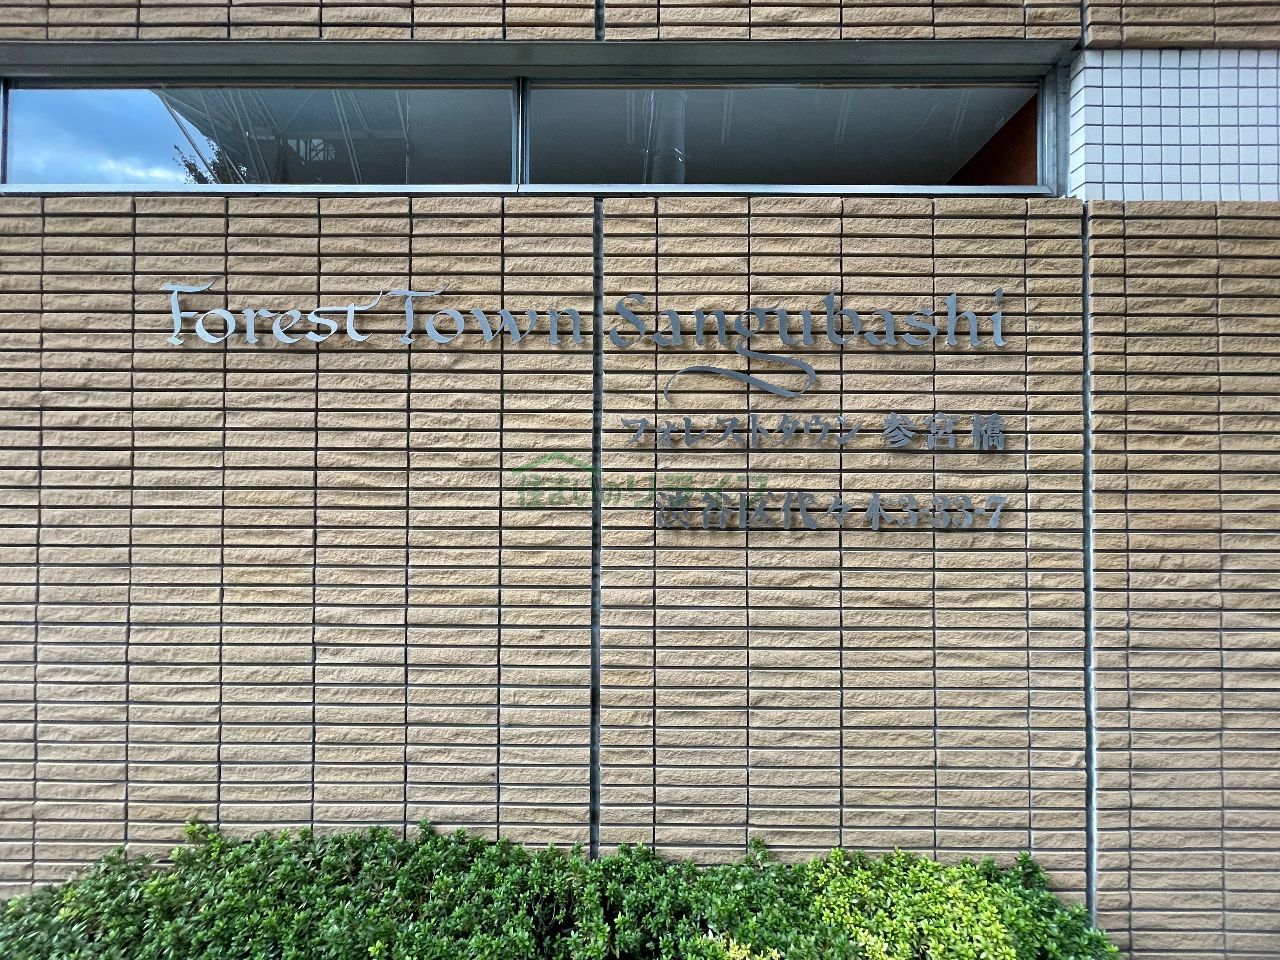 Forest Town Sangubashi
フォレストタウン 参宮橋
渋谷区代々木3-33-7